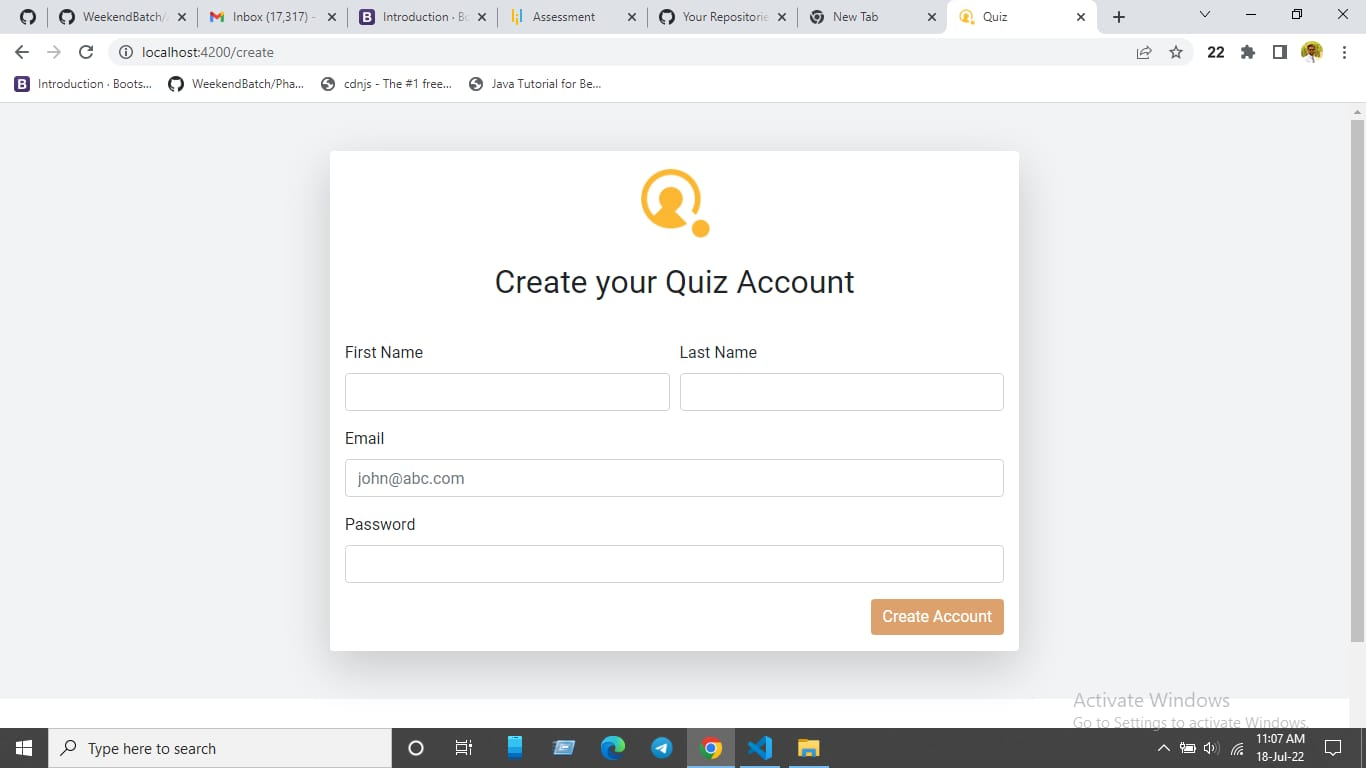 WeekendBatch/
Inbox (17,317) -
Introduction · Bo
Assessment
Your Repositorie
New Tab
Quiz
localhost:4200/create
22
Introduction · Boots...
WeekendBatch/Pha...
cdnjs - The #1 free...
Java Tutorial for Be...
Create your Quiz Account
First Name
Last Name
Email
john@abc.com
Password
Create Account
Activate Windows
Go to Settings to activate Windows.
Type here to search
11:07 AM
18-Jul-22